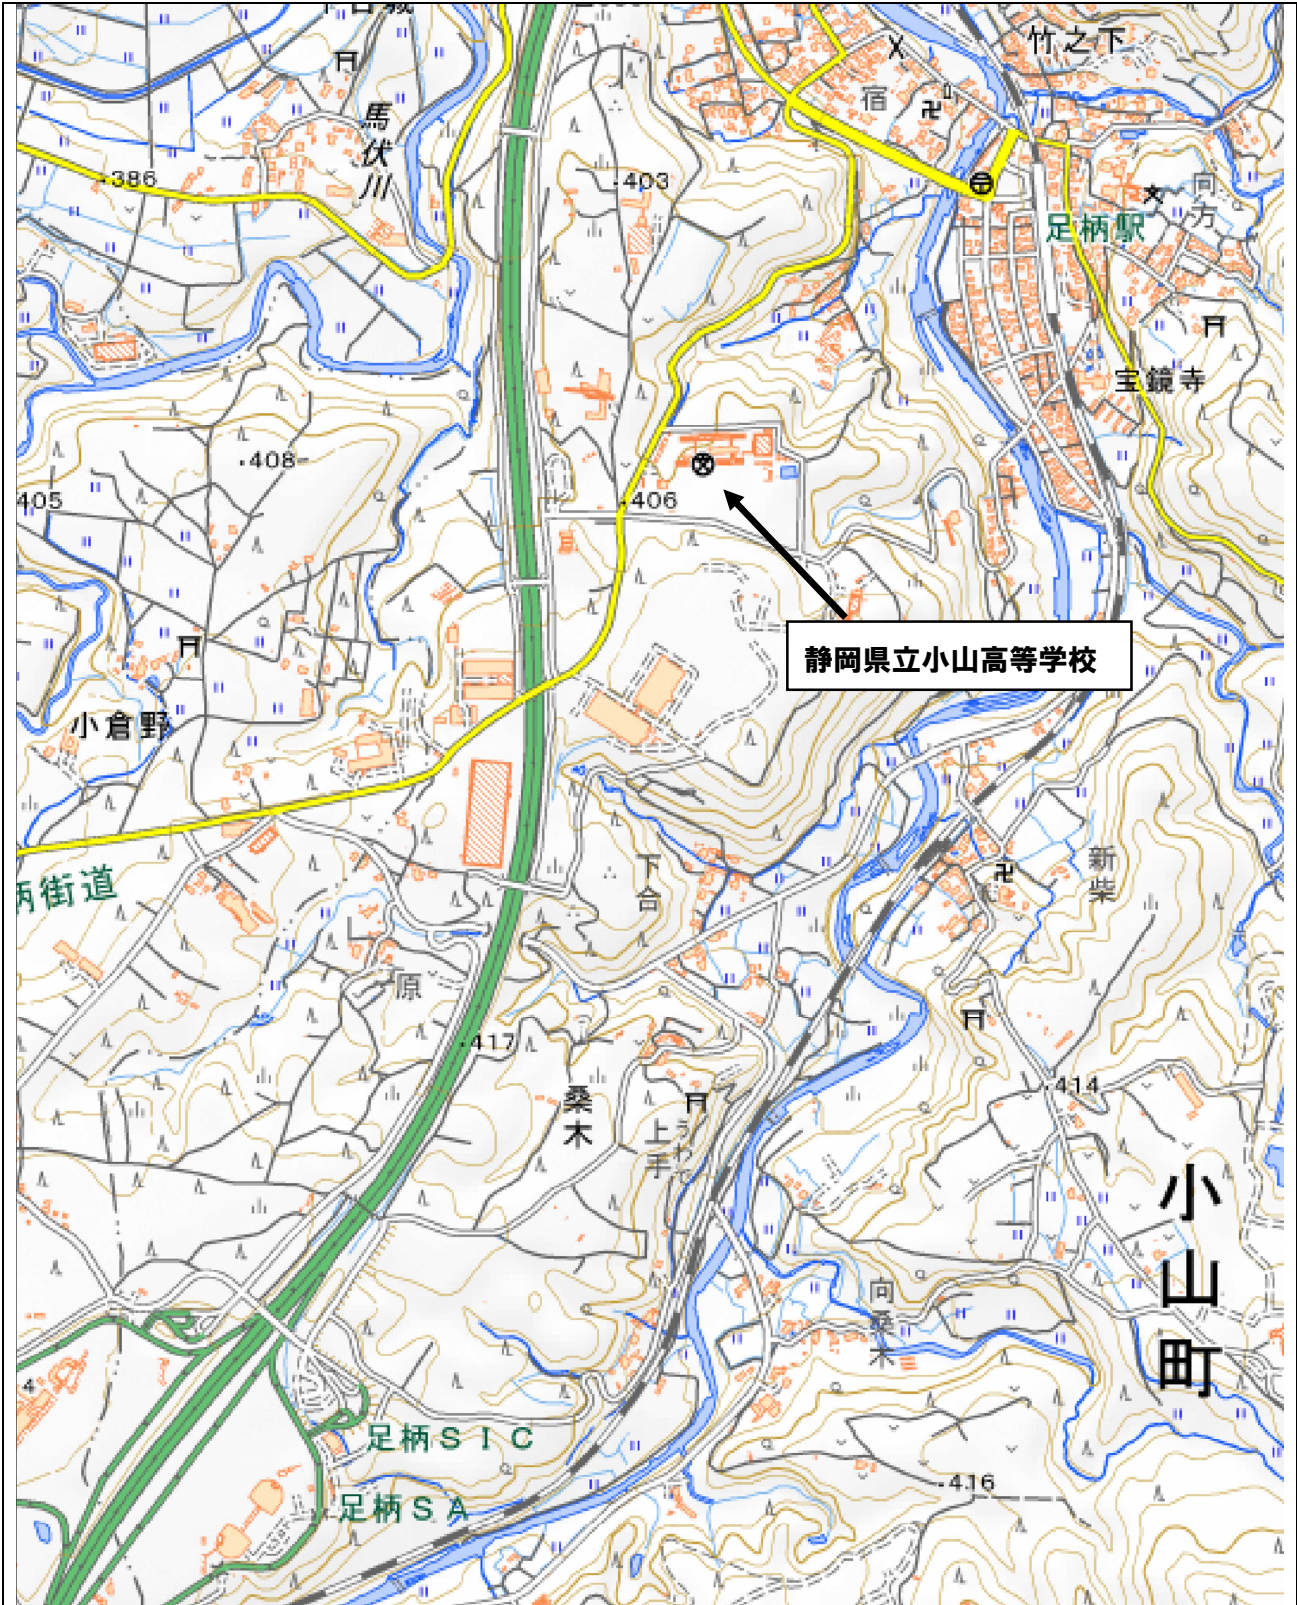 竹之下
宿
馬
伏
川
386
403
向
方
足柄駅
宝鏡寺
408
405
406
静岡県立小山高等学校
小倉野
柄街道
下
合
新
柴
原
417
414
桑
木
上
手
小
山
町
向
桑
木
4
足柄ＳＩＣ
416
足柄ＳＡ